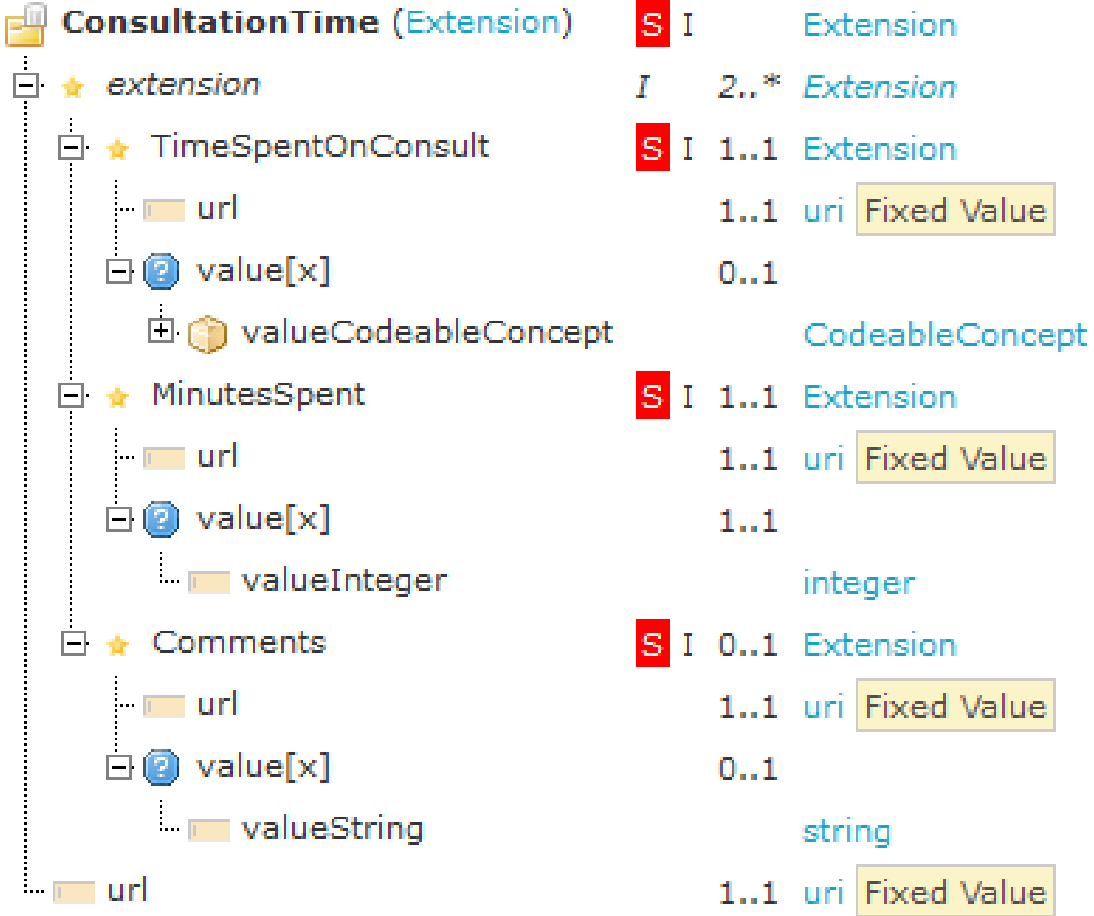 ConsultationTime (Extension) S I Extension
extension I 2..* Extension
TimeSpentOnConsult S I 1..1 Extension
url 1..1 uri Fixed Value
value[x] 0..1
valueCodeableConcept CodeableConcept
MinutesSpent S I 1..1 Extension
url 1..1 uri Fixed Value
value[x] 1..1
valueInteger integer
Comments S I 0..1 Extension
url 1..1 uri Fixed Value
value[x] 0..1
valueString string
url 1..1 uri Fixed Value